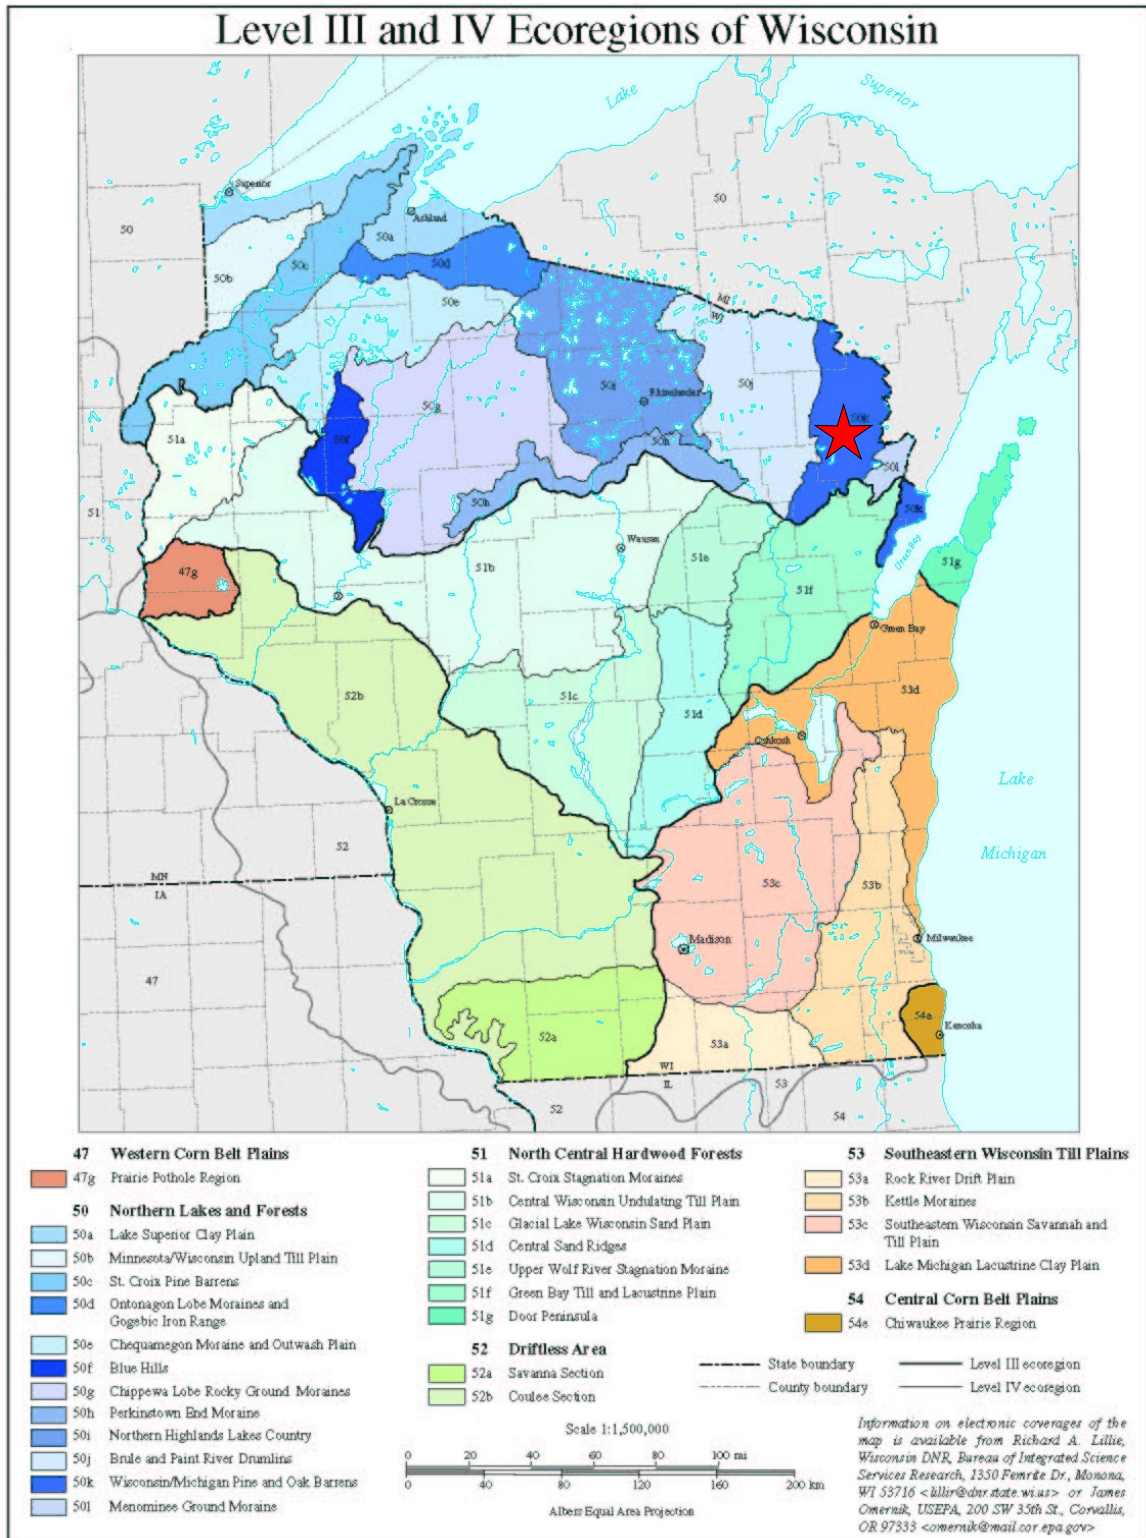 Level III and IV Ecoregions of Wisconsin
Lake
Superior
Superior
50
50
Ashland
50a
50c
50d
50b
50e
MI
WI
50i
50j
Rhinelander
50k
50g
51a
50f
50h
50l
50h
50k
51
Wausau
51e
Green Bay
47g
51b
51f
51g
Green Bay
52b
51c
53d
51d
Oshkosh
Lake
La Crosse
52
Michigan
MN
IA
53c
53b
Madison
Milwaukee
47
54e
Kenosha
52a
53a
WI
IL
53
52
54
47 Western Corn Belt Plains
47g Prairie Pothole Region
50 Northern Lakes and Forests
50a Lake Superior Clay Plain
50b Minnesota/Wisconsin Upland Till Plain
50c St. Croix Pine Barrens
50d Ontonagon Lobe Moraines and
Gogebic Iron Range
50e Chequamegon Moraine and Outwash Plain
50f Blue Hills
50g Chippewa Lobe Rocky Ground Moraines
50h Perkinstown End Moraine
50i Northern Highlands Lakes Country
50j Brule and Paint River Drumlins
50k Wisconsin/Michigan Pine and Oak Barrens
50l Menominee Ground Moraine
51 North Central Hardwood Forests
51a St. Croix Stagnation Moraines
51b Central Wisconsin Undulating Till Plain
51c Glacial Lake Wisconsin Sand Plain
51d Central Sand Ridges
51e Upper Wolf River Stagnation Moraine
51f Green Bay Till and Lacustrine Plain
51g Door Peninsula
52 Driftless Area
52a Savanna Section
52b Coulee Section
53 Southeastern Wisconsin Till Plains
53a Rock River Drift Plain
53b Kettle Moraines
53c Southeastern Wisconsin Savannah and
Till Plain
53d Lake Michigan Lacustrine Clay Plain
54 Central Corn Belt Plains
54e Chiwaukee Prairie Region
State boundary
County boundary
Level III ecoregion
Level IV ecoregion
Scale 1:1,500,000
0 20 40 60 80 100 mi
0 40 80 120 160 200 km
Albers Equal Area Projection
Information on electronic coverages of the
map is available from Richard A. Lillie,
Wisconsin DNR, Bureau of Integrated Science
Services Research, 1350 Femrite Dr., Monona,
WI 53716 <lillir@dnr.state.wi.us> or James
Omernik, USEPA, 200 SW 35th St., Corvallis,
OR 97333 <omernik@mail.cor.epa.gov>